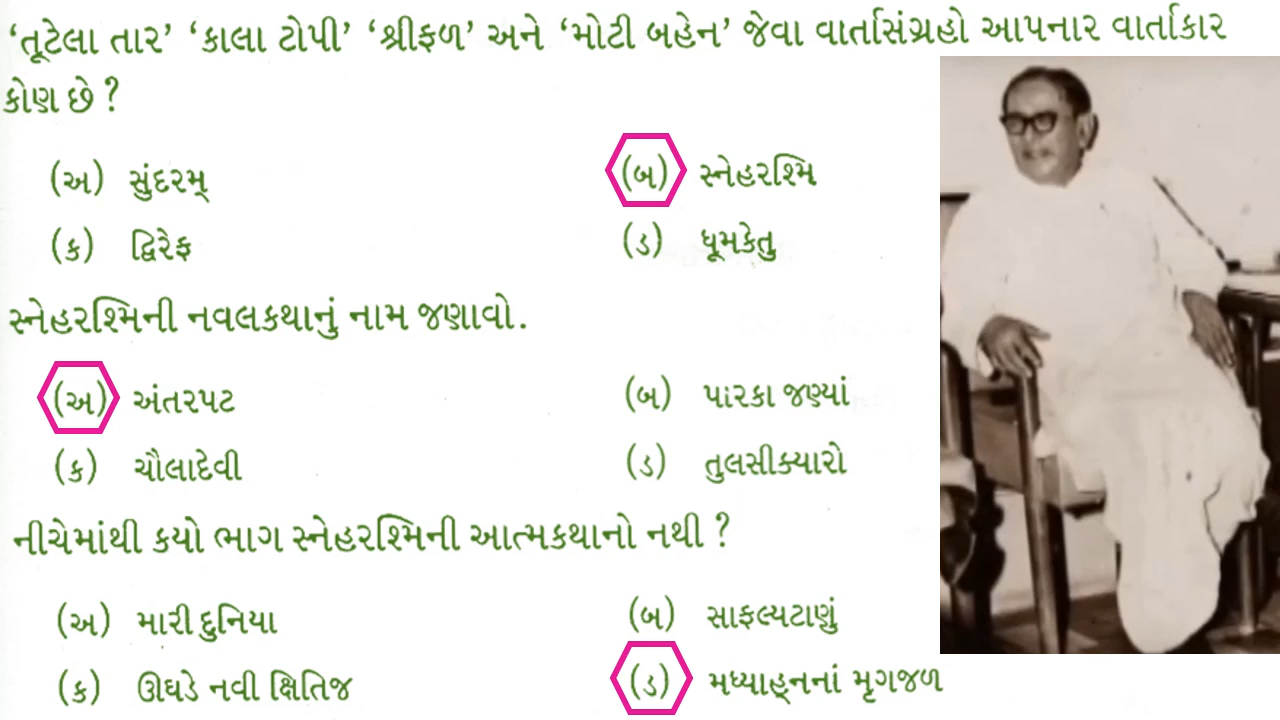 ‘તૂટેલા તાર’ ‘કાલા ટોપી’ ‘શ્રીફળ’ અને ‘મોટી બહેન’ જેવા વાર્તાસંગ્રહો આપનાર વાર્તાકાર
કોણ છે ?
(અ) સુંદરમ્ (બ) સ્નેહરશ્મિ
(ક) દ્વિરેફ (ડ) ધૂમકેતુ
સ્નેહરશ્મિની નવલકથાનું નામ જણાવો.
(અ) અંતરપટ (બ) પારકા જણ્યાં
(ક) ચૌલાદેવી (ડ) તુલસીક્યારો
નીચેમાંથી કયો ભાગ સ્નેહરશ્મિની આત્મકથાનો નથી ?
(અ) મારી દુનિયા (બ) સાફલ્યટાણું
(ક) ઊઘડે નવી ક્ષિતિજ (ડ) મધ્યાહ્નનાં મૃગજળ